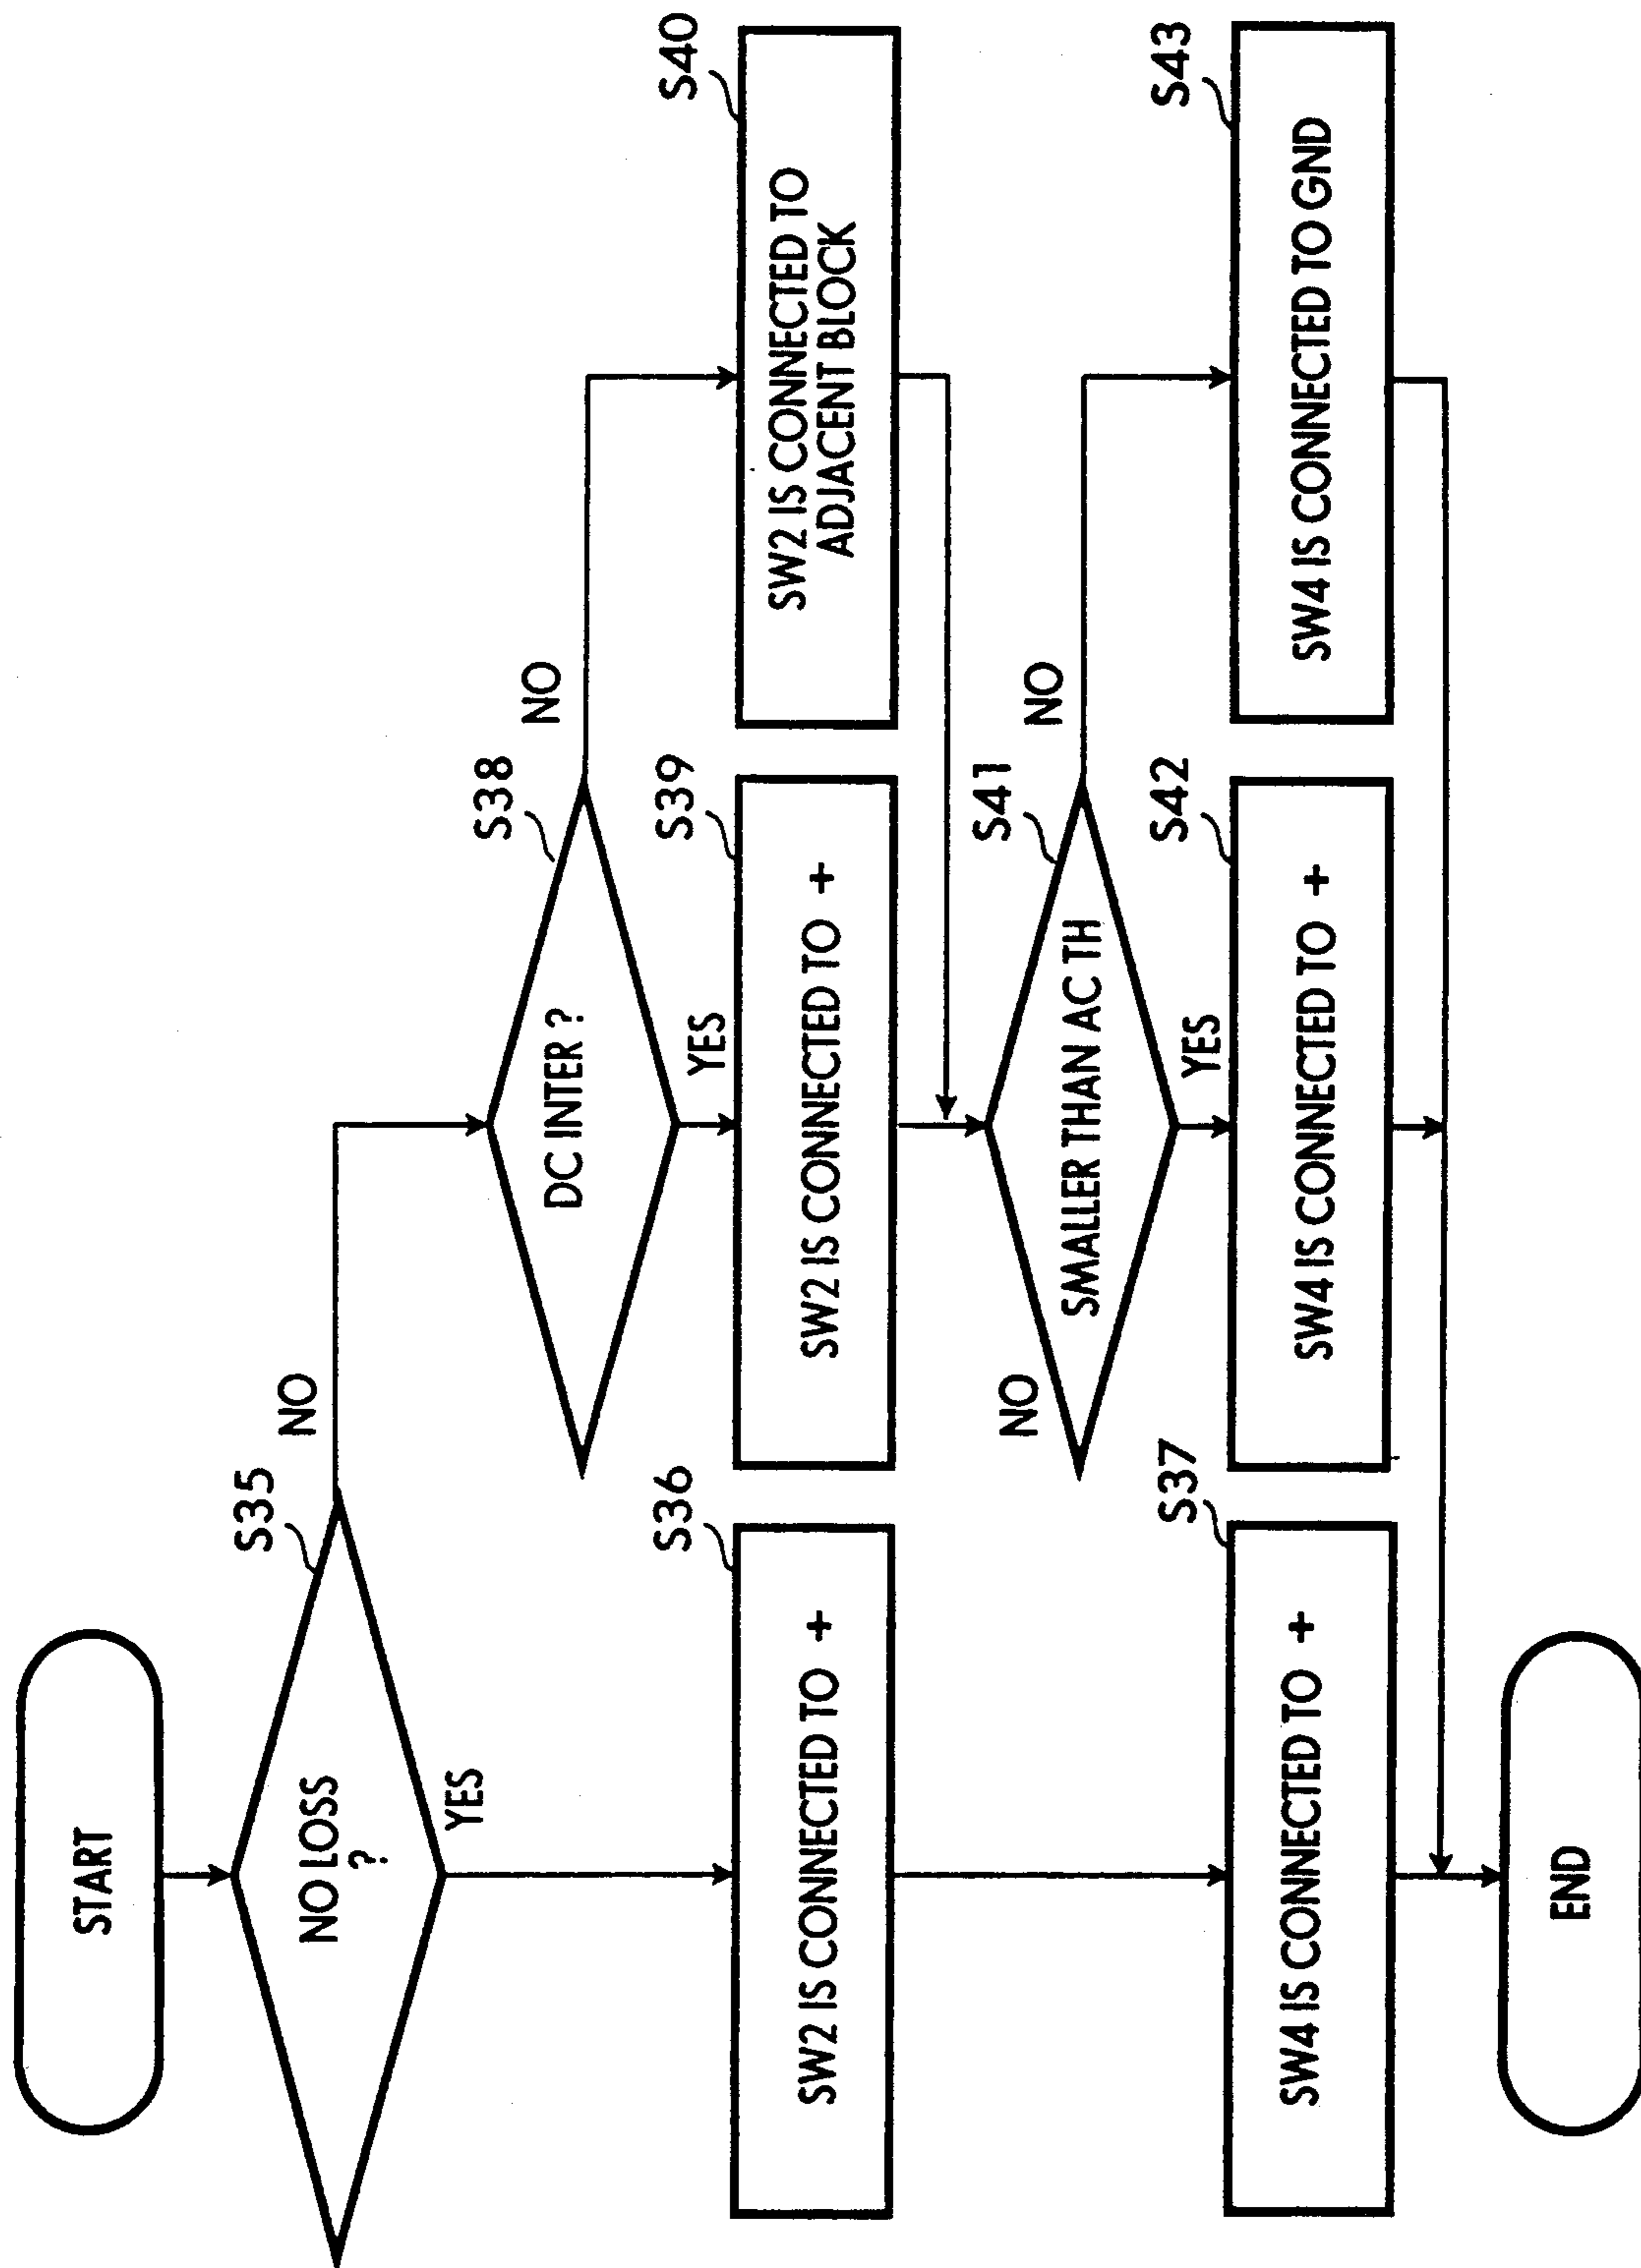 START
S35
NO LOSS
?
NO
YES
S38
DC INTER ?
NO
YES
S36
SW2 IS CONNECTED TO +
S39
SW2 IS CONNECTED TO +
S40
SW2 IS CONNECTED TO
ADJACENT BLOCK
S41
NO
SMALLER THAN AC TH
NO
YES
S37
SW4 IS CONNECTED TO +
S42
SW4 IS CONNECTED TO +
S43
SW4 IS CONNECTED TO GND
END